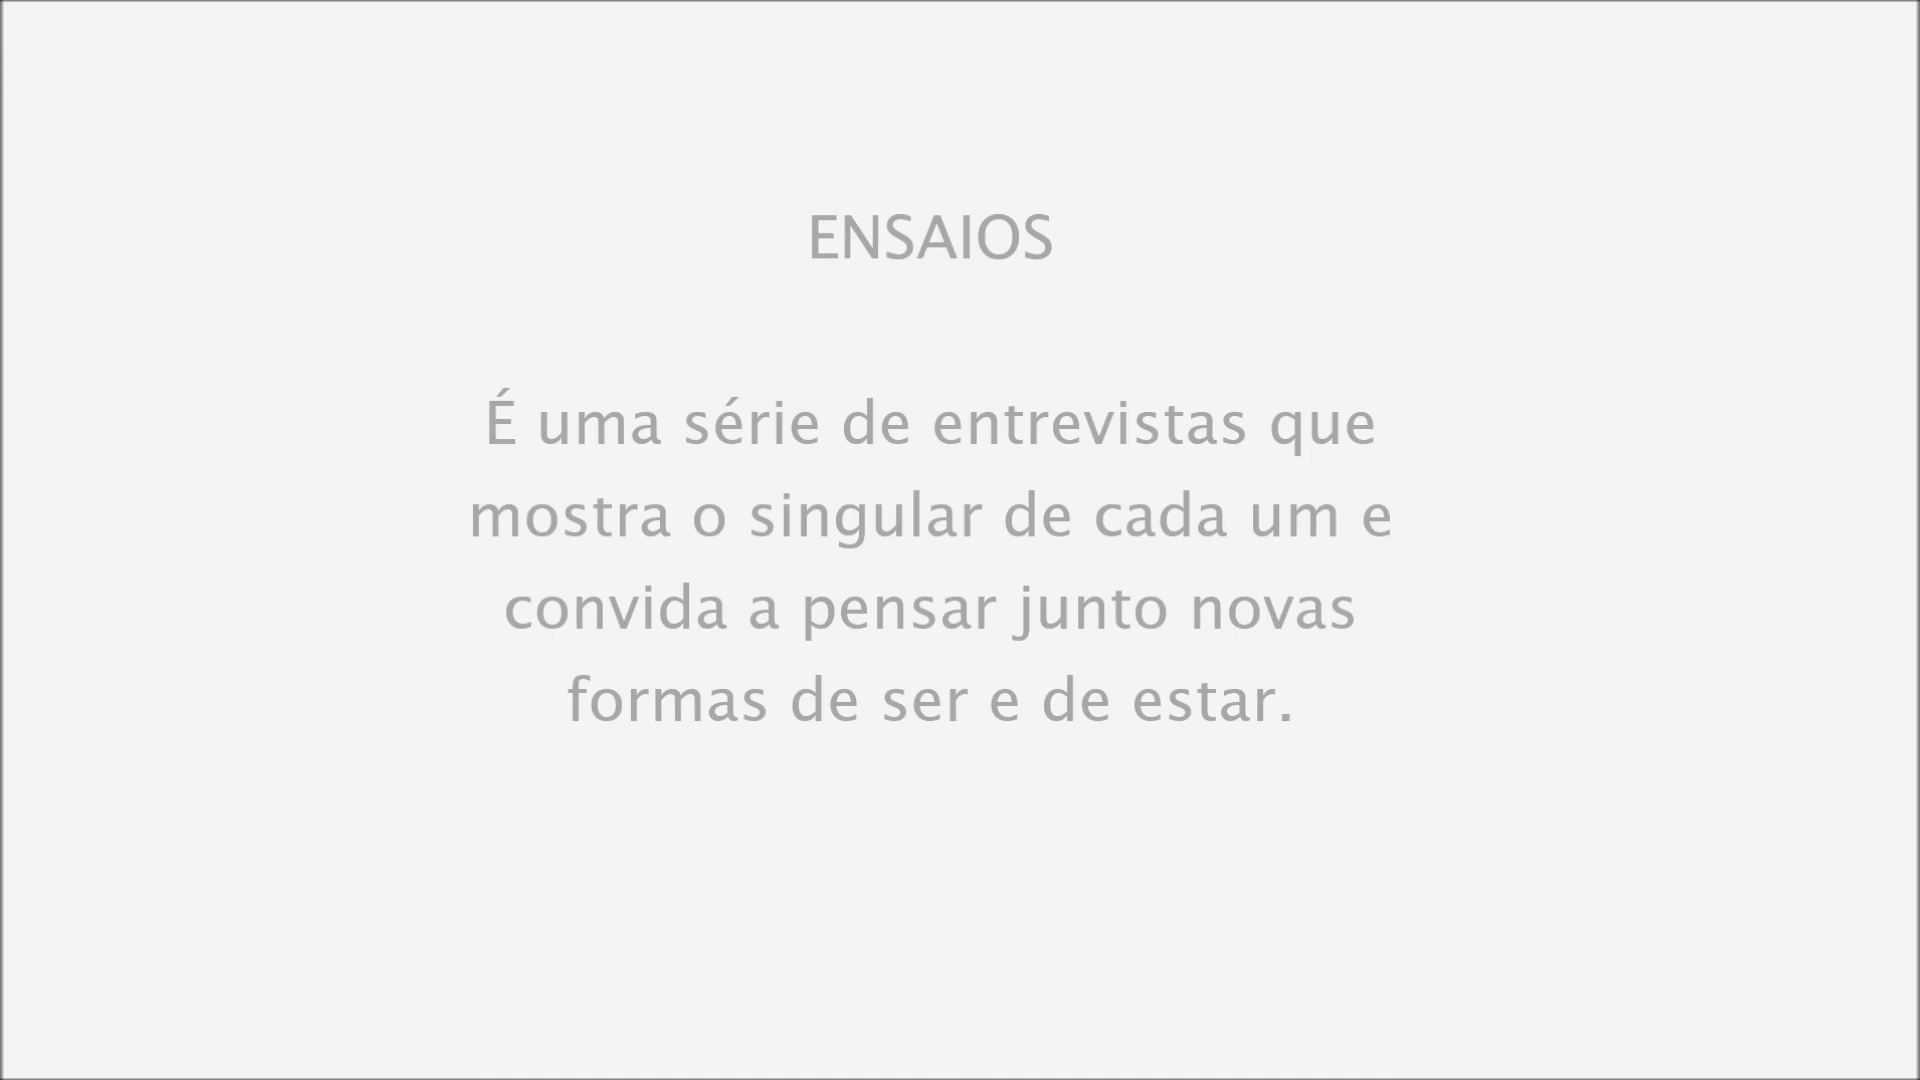 ENSAIOS
É uma série de entrevistas que
mostra o singular de cada um e
convida a pensar junto novas
formas de ser e de estar.